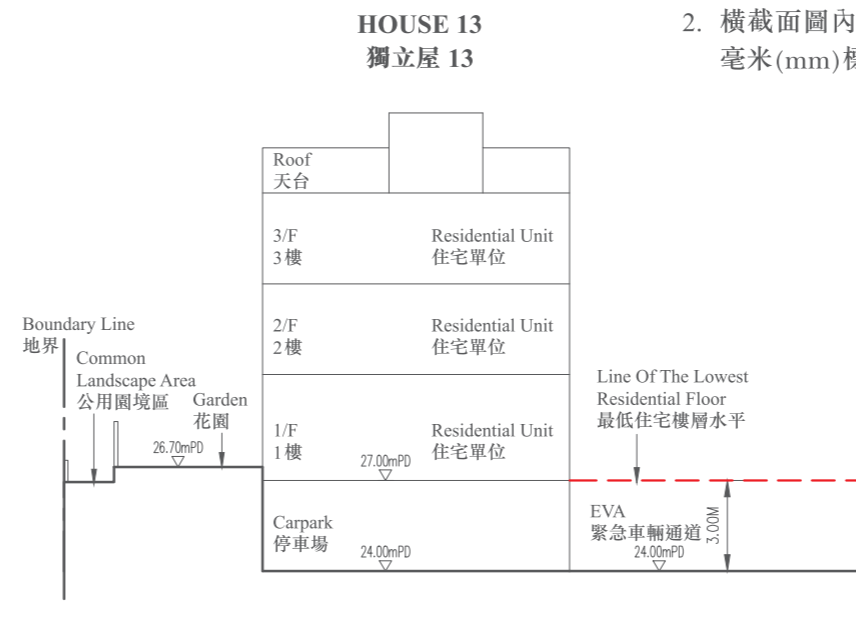 HOUSE 13
獨立屋 13
2. 橫截面圖內
毫米(mm)
Roof
天台
3/F
3樓
Residential Unit
住宅單位
2/F
2樓
Residential Unit
住宅單位
Boundary Line
地界
Common
Landscape Area
公用園境區
Garden
花園
26.70mPD
1/F
1樓
Residential Unit
住宅單位
27.00mPD
Line Of The Lowest
Residential Floor
最低住宅樓層水平
Carpark
停車場
24.00mPD
EVA
緊急車輛通道
24.00mPD
3.00M